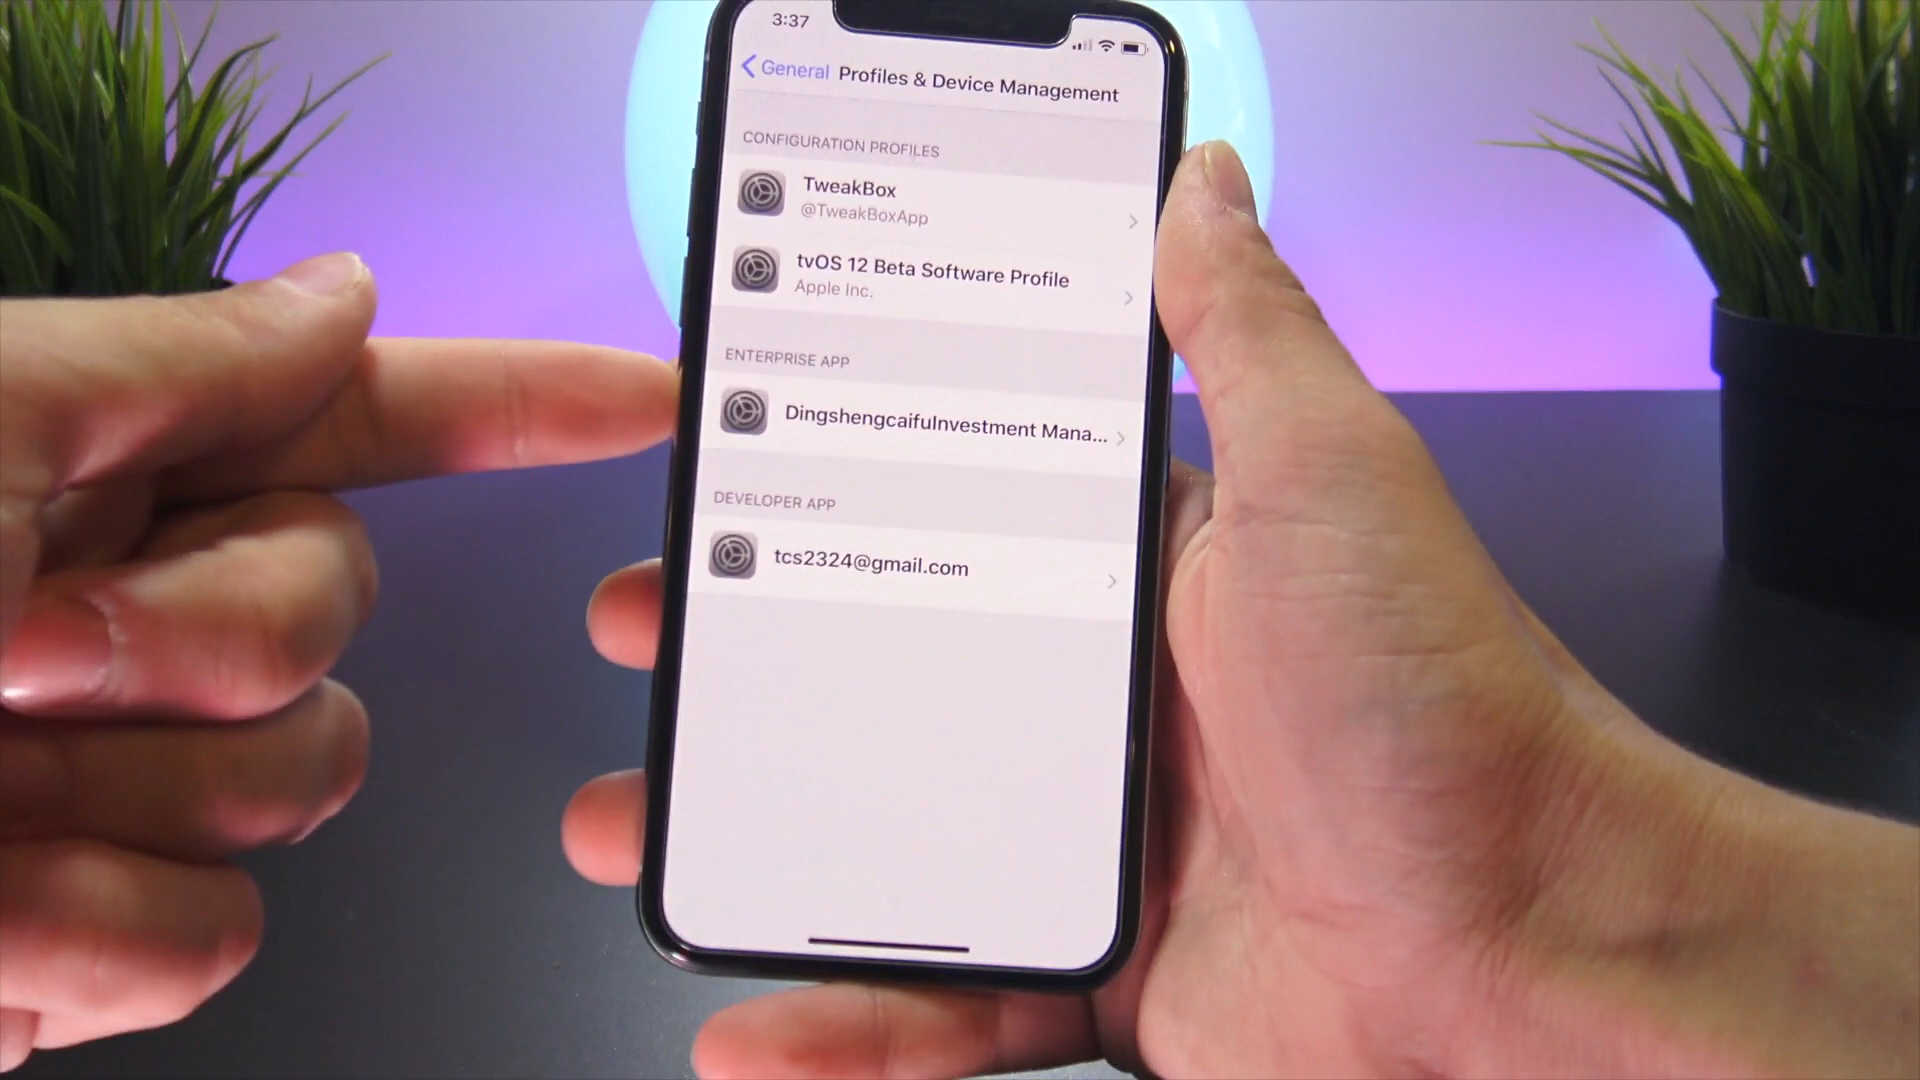 3:37
General Profiles & Device Management
CONFIGURATION PROFILES
TweakBox
@TweakBoxApp
tvOS 12 Beta Software Profile
Apple Inc.
ENTERPRISE APP
DingshengcaifuInvestment Mana...
DEVELOPER APP
tcs2324@gmail.com